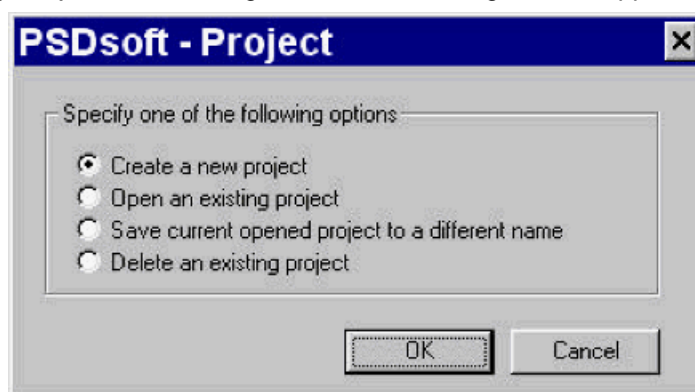 PSDsoft - Project
Specify one of the following options
Create a new project
Open an existing project
Save current opened project to a different name
Delete an existing project
OK Cancel